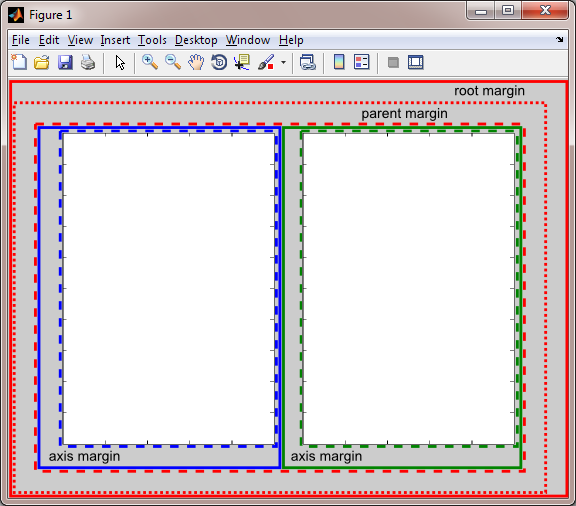 Figure 1
File Edit View Insert Tools Desktop Window Help
root margin
parent margin
axis margin axis margin